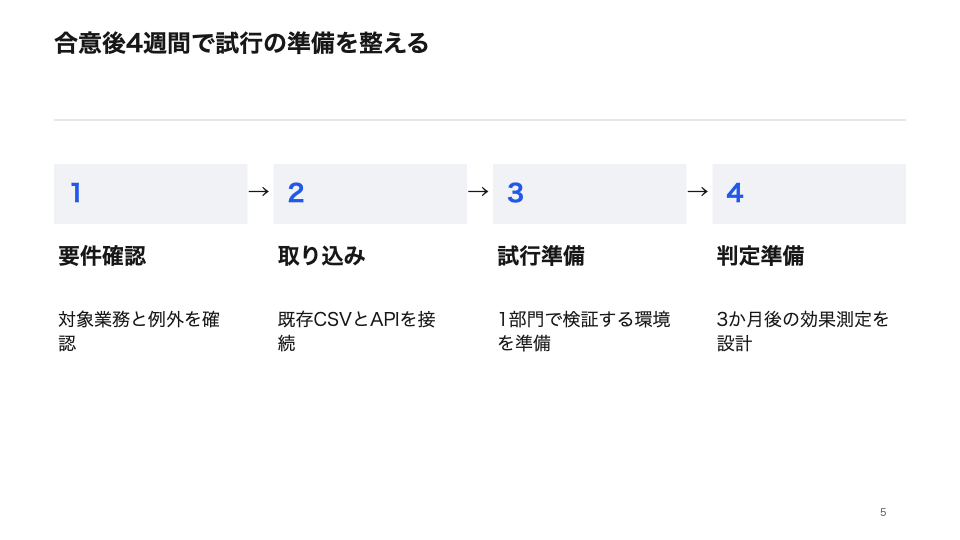 合意後4週間で試行の準備を整える
1
→
2
→
3
→
4
要件確認
取り込み
試行準備
判定準備
対象業務と例外を確
認
既存CSVとAPIを接
続
1部門で検証する環境
を準備
3か月後の効果測定を
設計
5